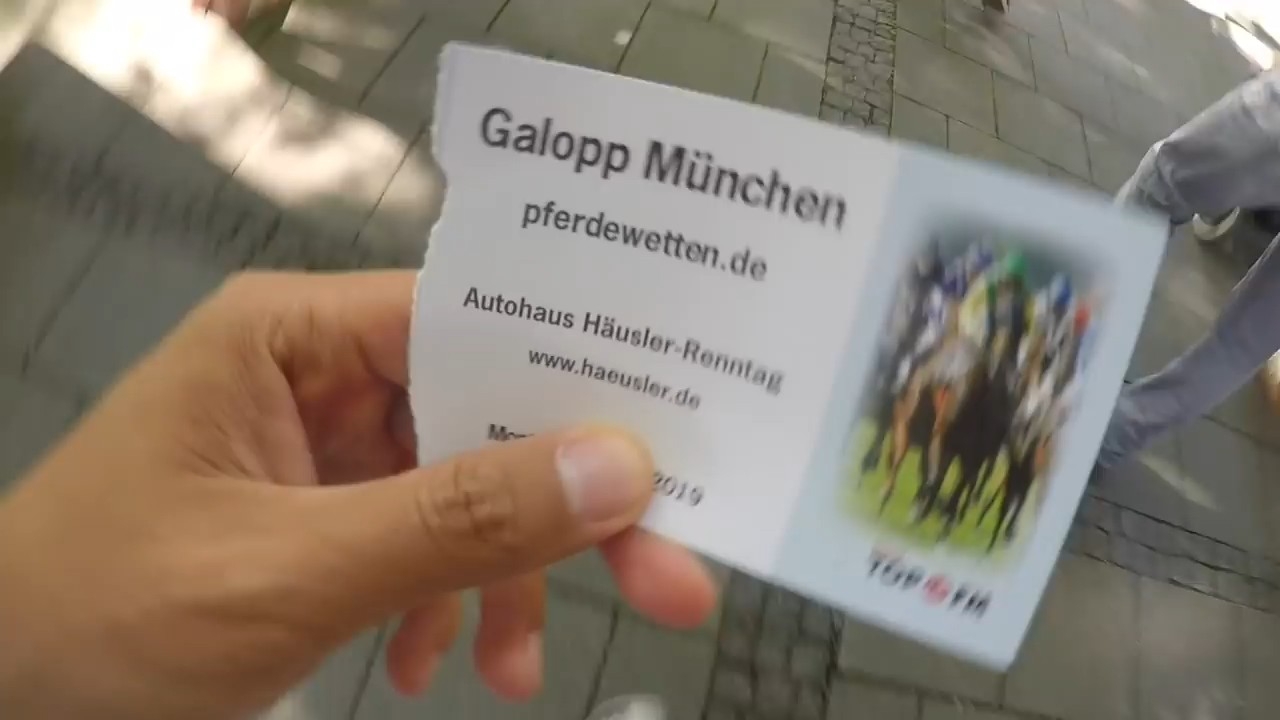 Galopp München
pferdewetten.de
Autohaus Häusler-Renntag
www.haeusler.de
2019
TOP FM